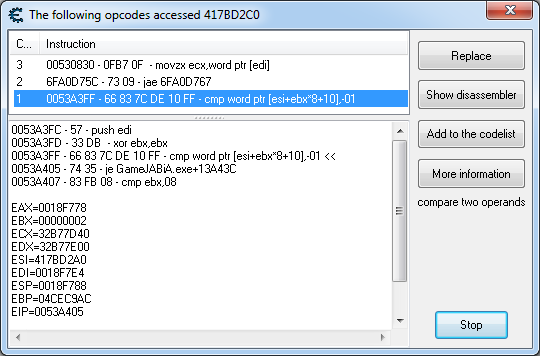 The following opcodes accessed 417BD2C0
C... Instruction
3 00530830 - 0FB7 0F - movzx ecx,word ptr [edi]
2 6FA0D75C - 73 09 - jae 6FA0D767
1 0053A3FF - 66 83 7C DE 10 FF - cmp word ptr [esi+ebx*8+10],-01
0053A3FC - 57 - push edi
0053A3FD - 33 DB - xor ebx,ebx
0053A3FF - 66 83 7C DE 10 FF - cmp word ptr [esi+ebx*8+10],-01 <<
0053A405 - 74 35 - je GameJABiA.exe+13A43C
0053A407 - 83 FB 08 - cmp ebx,08
EAX=0018F778
EBX=00000002
ECX=32B77D40
EDX=32B77E00
ESI=417BD2A0
EDI=0018F7E4
ESP=0018F788
EBP=04CEC9AC
EIP=0053A405
Replace
Show disassembler
Add to the codelist
More information
compare two operands
Stop